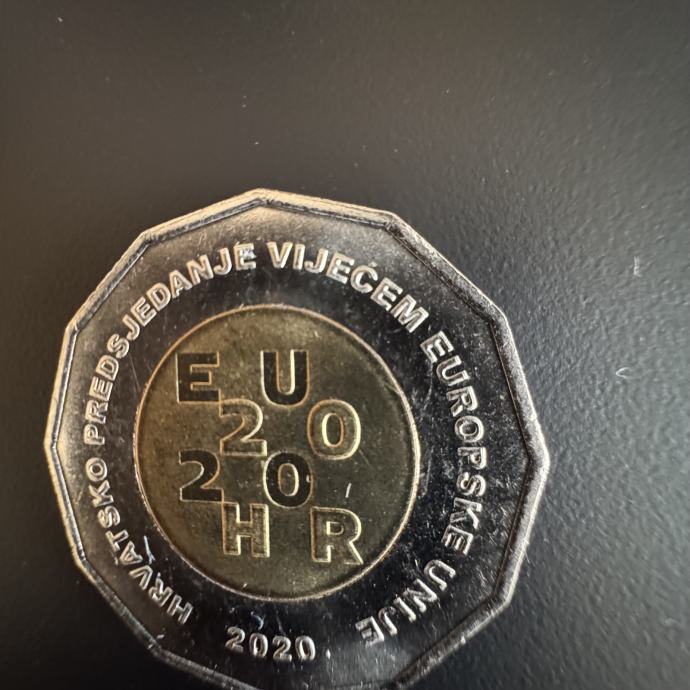 HRVATSKO PREDSJEDANJE VIJEĆEM EUROPSKE UNIJE
EU
20
20
HR
2020